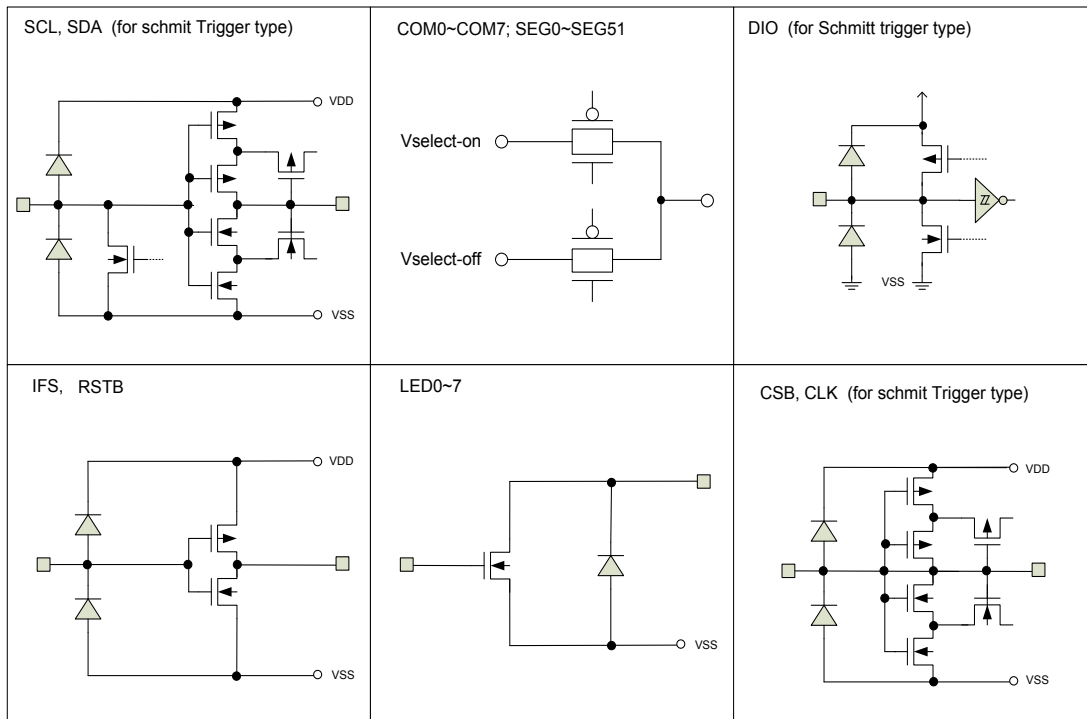 SCL, SDA (for schmit Trigger type)
VDD
VSS
COM0~COM7; SEG0~SEG51
Vselect-on
Vselect-off
DIO (for Schmitt trigger type)
VSS
IFS, RSTB
VDD
VSS
LED0~7
VSS
CSB, CLK (for schmit Trigger type)
VDD
VSS